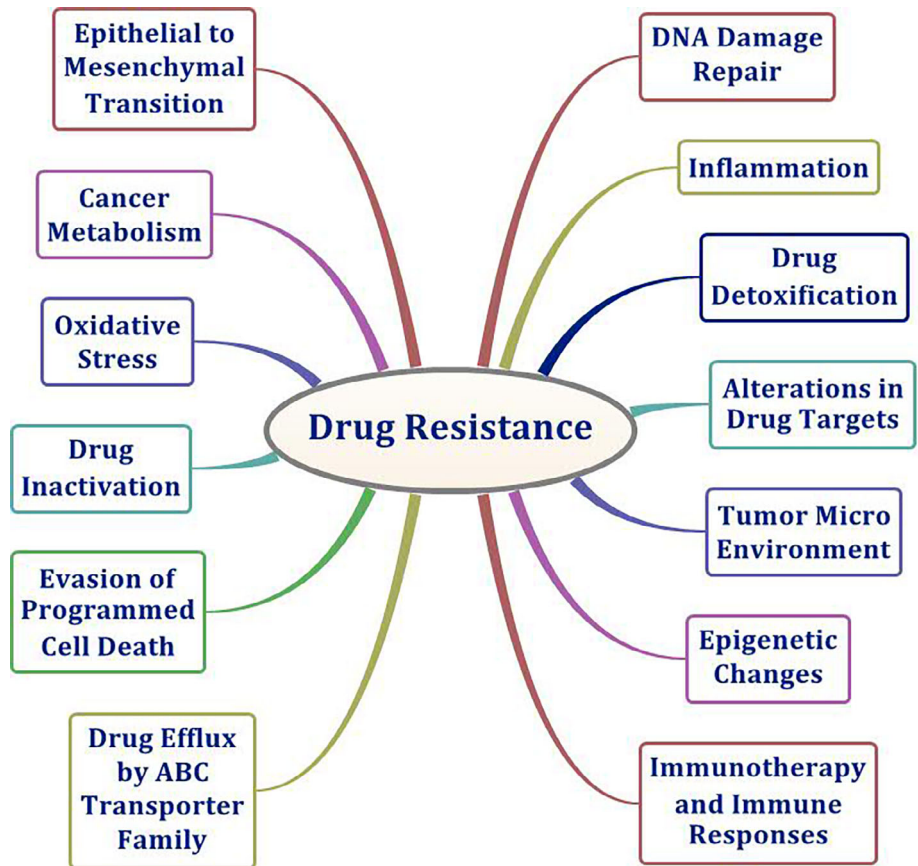 Epithelial to
Mesenchymal
Transition
Cancer
Metabolism
Oxidative
Stress
Drug
Inactivation
Evasion of
Programmed
Cell Death
Drug Efflux
by ABC
Transporter
Family
Drug Resistance
DNA Damage
Repair
Inflammation
Drug
Detoxification
Alterations in
Drug Targets
Tumor Micro
Environment
Epigenetic
Changes
Immunotherapy
and Immune
Responses